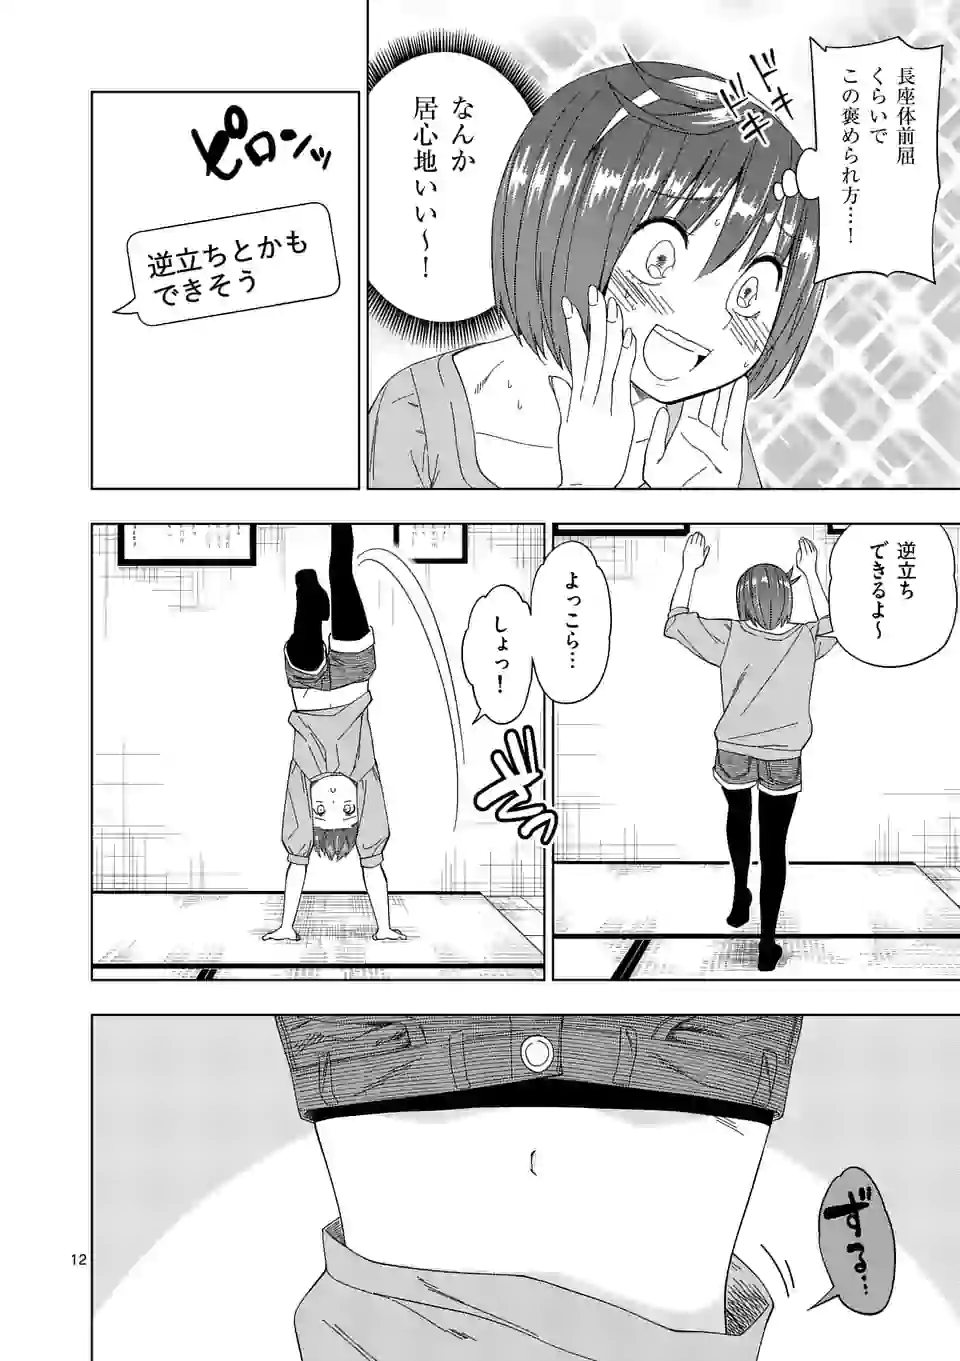 長座体前屈
くらいで
この褒められ方…!
ドキ
ドキ
なんか
居心地いい～!
ピロンッ
逆立ちとかも
できそう
逆立ち
できるよ～
よっこら…
しょっ!
ずる…
12